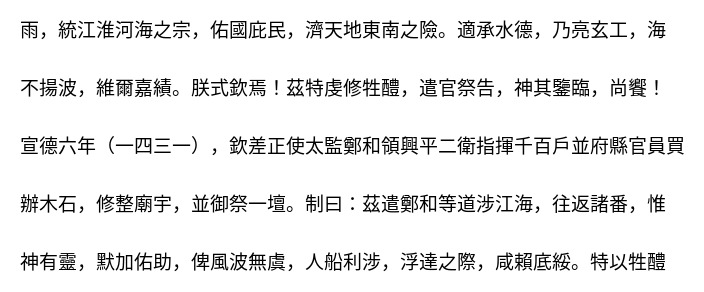 雨，統江淮河海之宗，佑國庇民，濟天地東南之險。適承水德，乃亮玄工，海
不揚波，維爾嘉績。朕式欽焉！茲特虔修牲醴，遣官祭告，神其鑒臨，尚饗！
宣德六年（一四三一），欽差正使太監鄭和領興平二衛指揮千百戶並府縣官員買
辦木石，修整廟宇，並御祭一壇。制曰：茲遣鄭和等道涉江海，往返諸番，惟
神有靈，默加佑助，俾風波無虞，人船利涉，浮達之際，咸賴底綏。特以牲醴